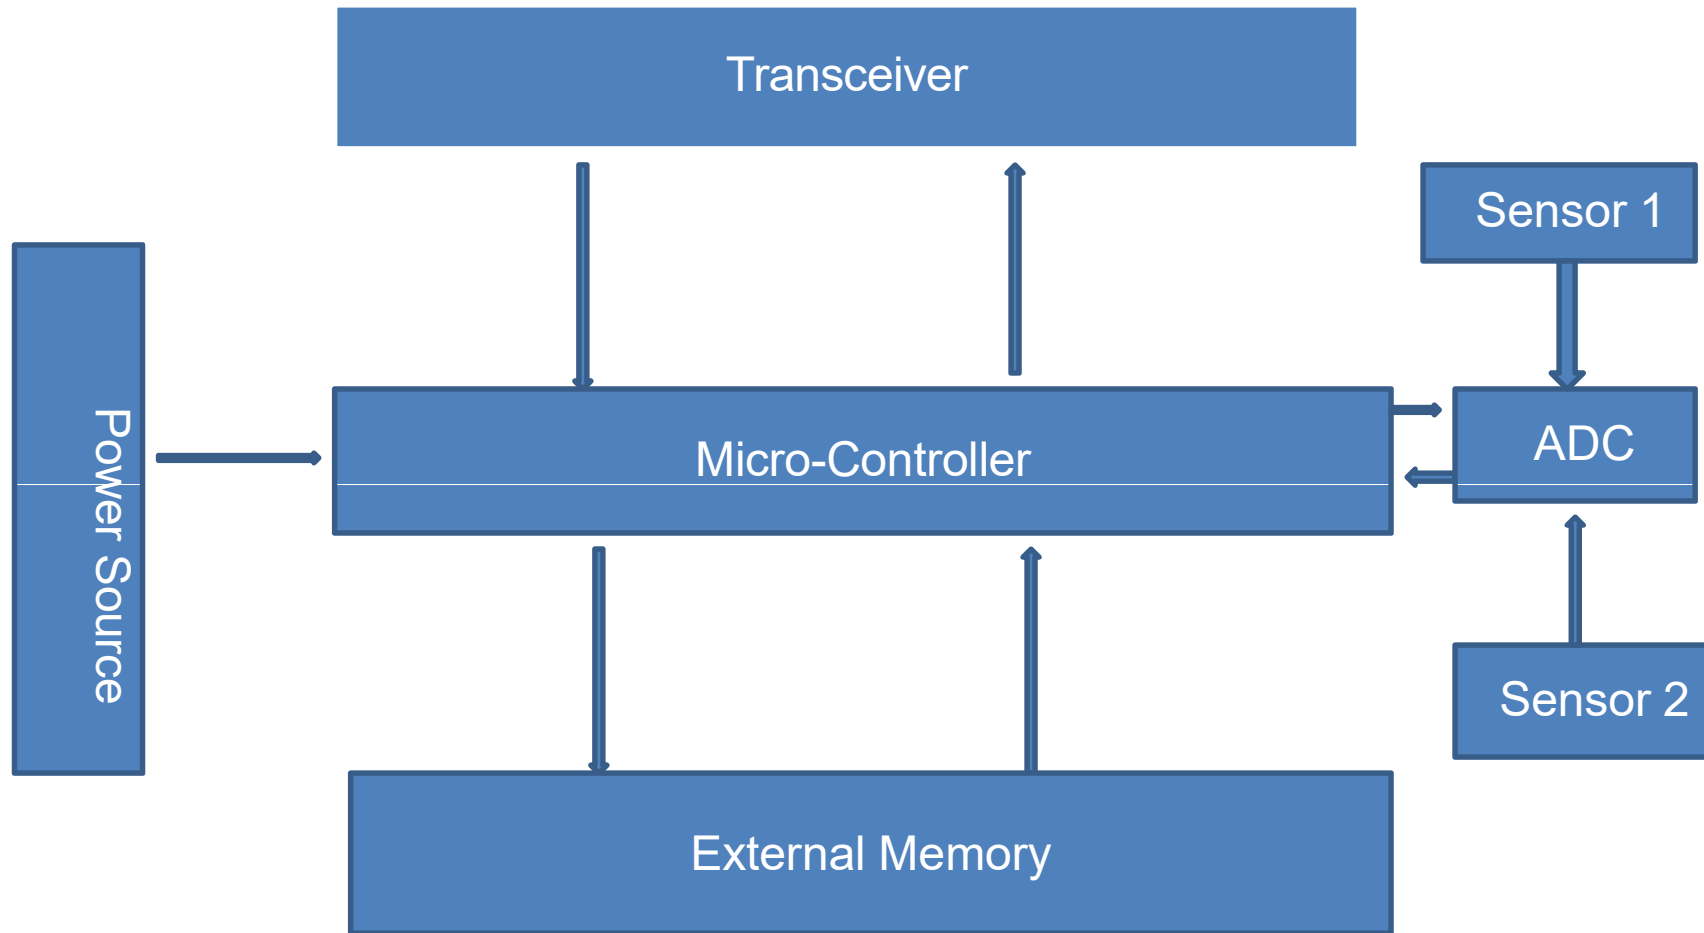 Transceiver
Sensor 1
Power Source
Micro-Controller
ADC
Sensor 2
External Memory